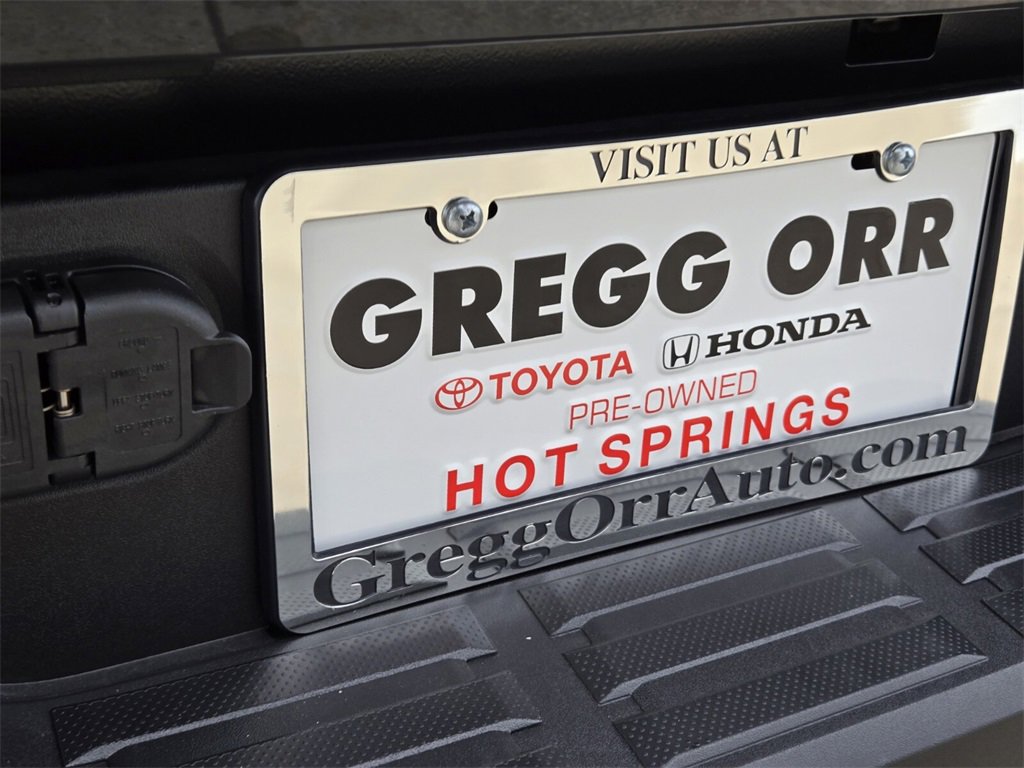 VISIT US AT
GREGG ORR
TOYOTA HONDA
PRE-OWNED
HOT SPRINGS
GreggOrrAuto.com